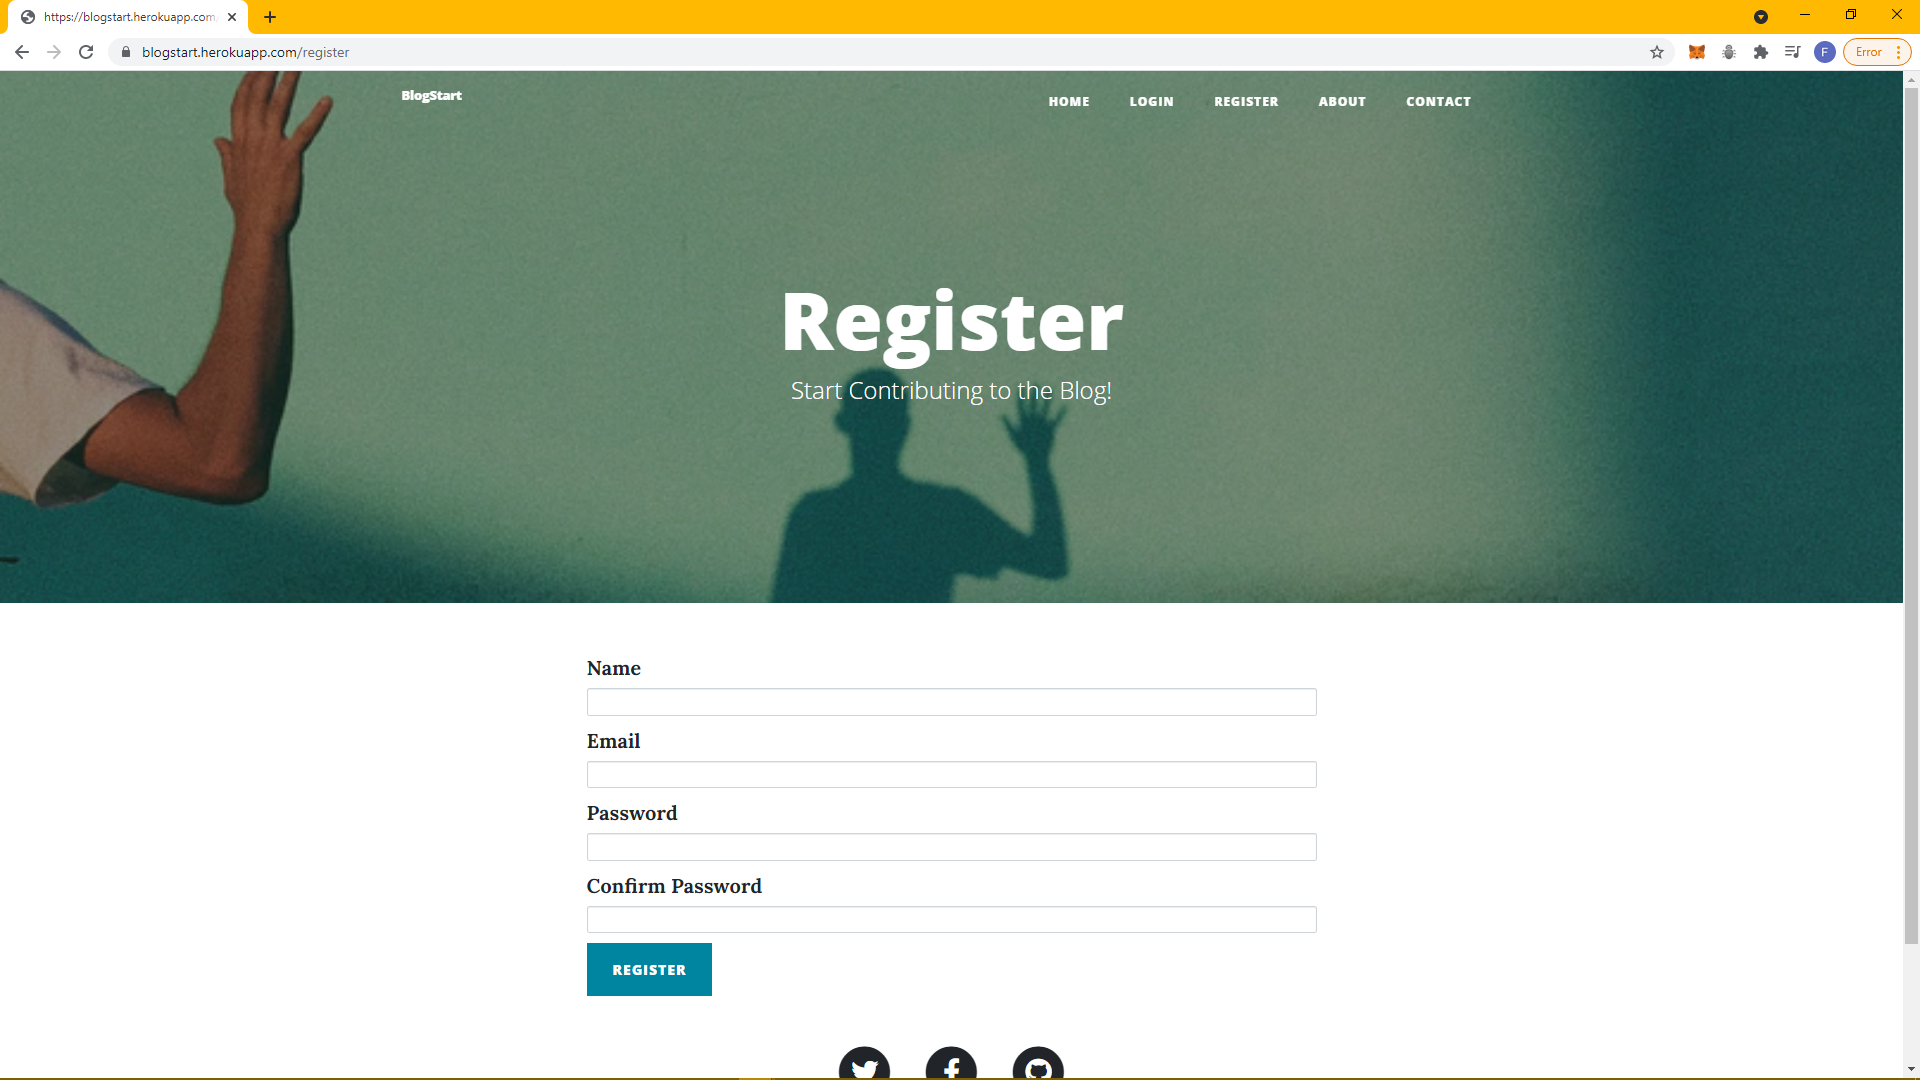 https://blogstart.herokuapp.com/
blogstart.herokuapp.com/register
F
Error
BlogStart
HOME
LOGIN
REGISTER
ABOUT
CONTACT
Register
Start Contributing to the Blog!
Name
Email
Password
Confirm Password
REGISTER